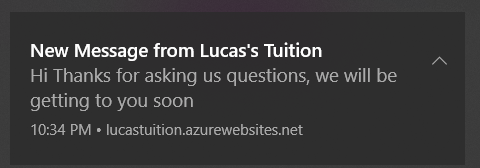 New Message from Lucas's Tuition
Hi Thanks for asking us questions, we will be
getting to you soon
10:34 PM • lucastuition.azurewebsites.net